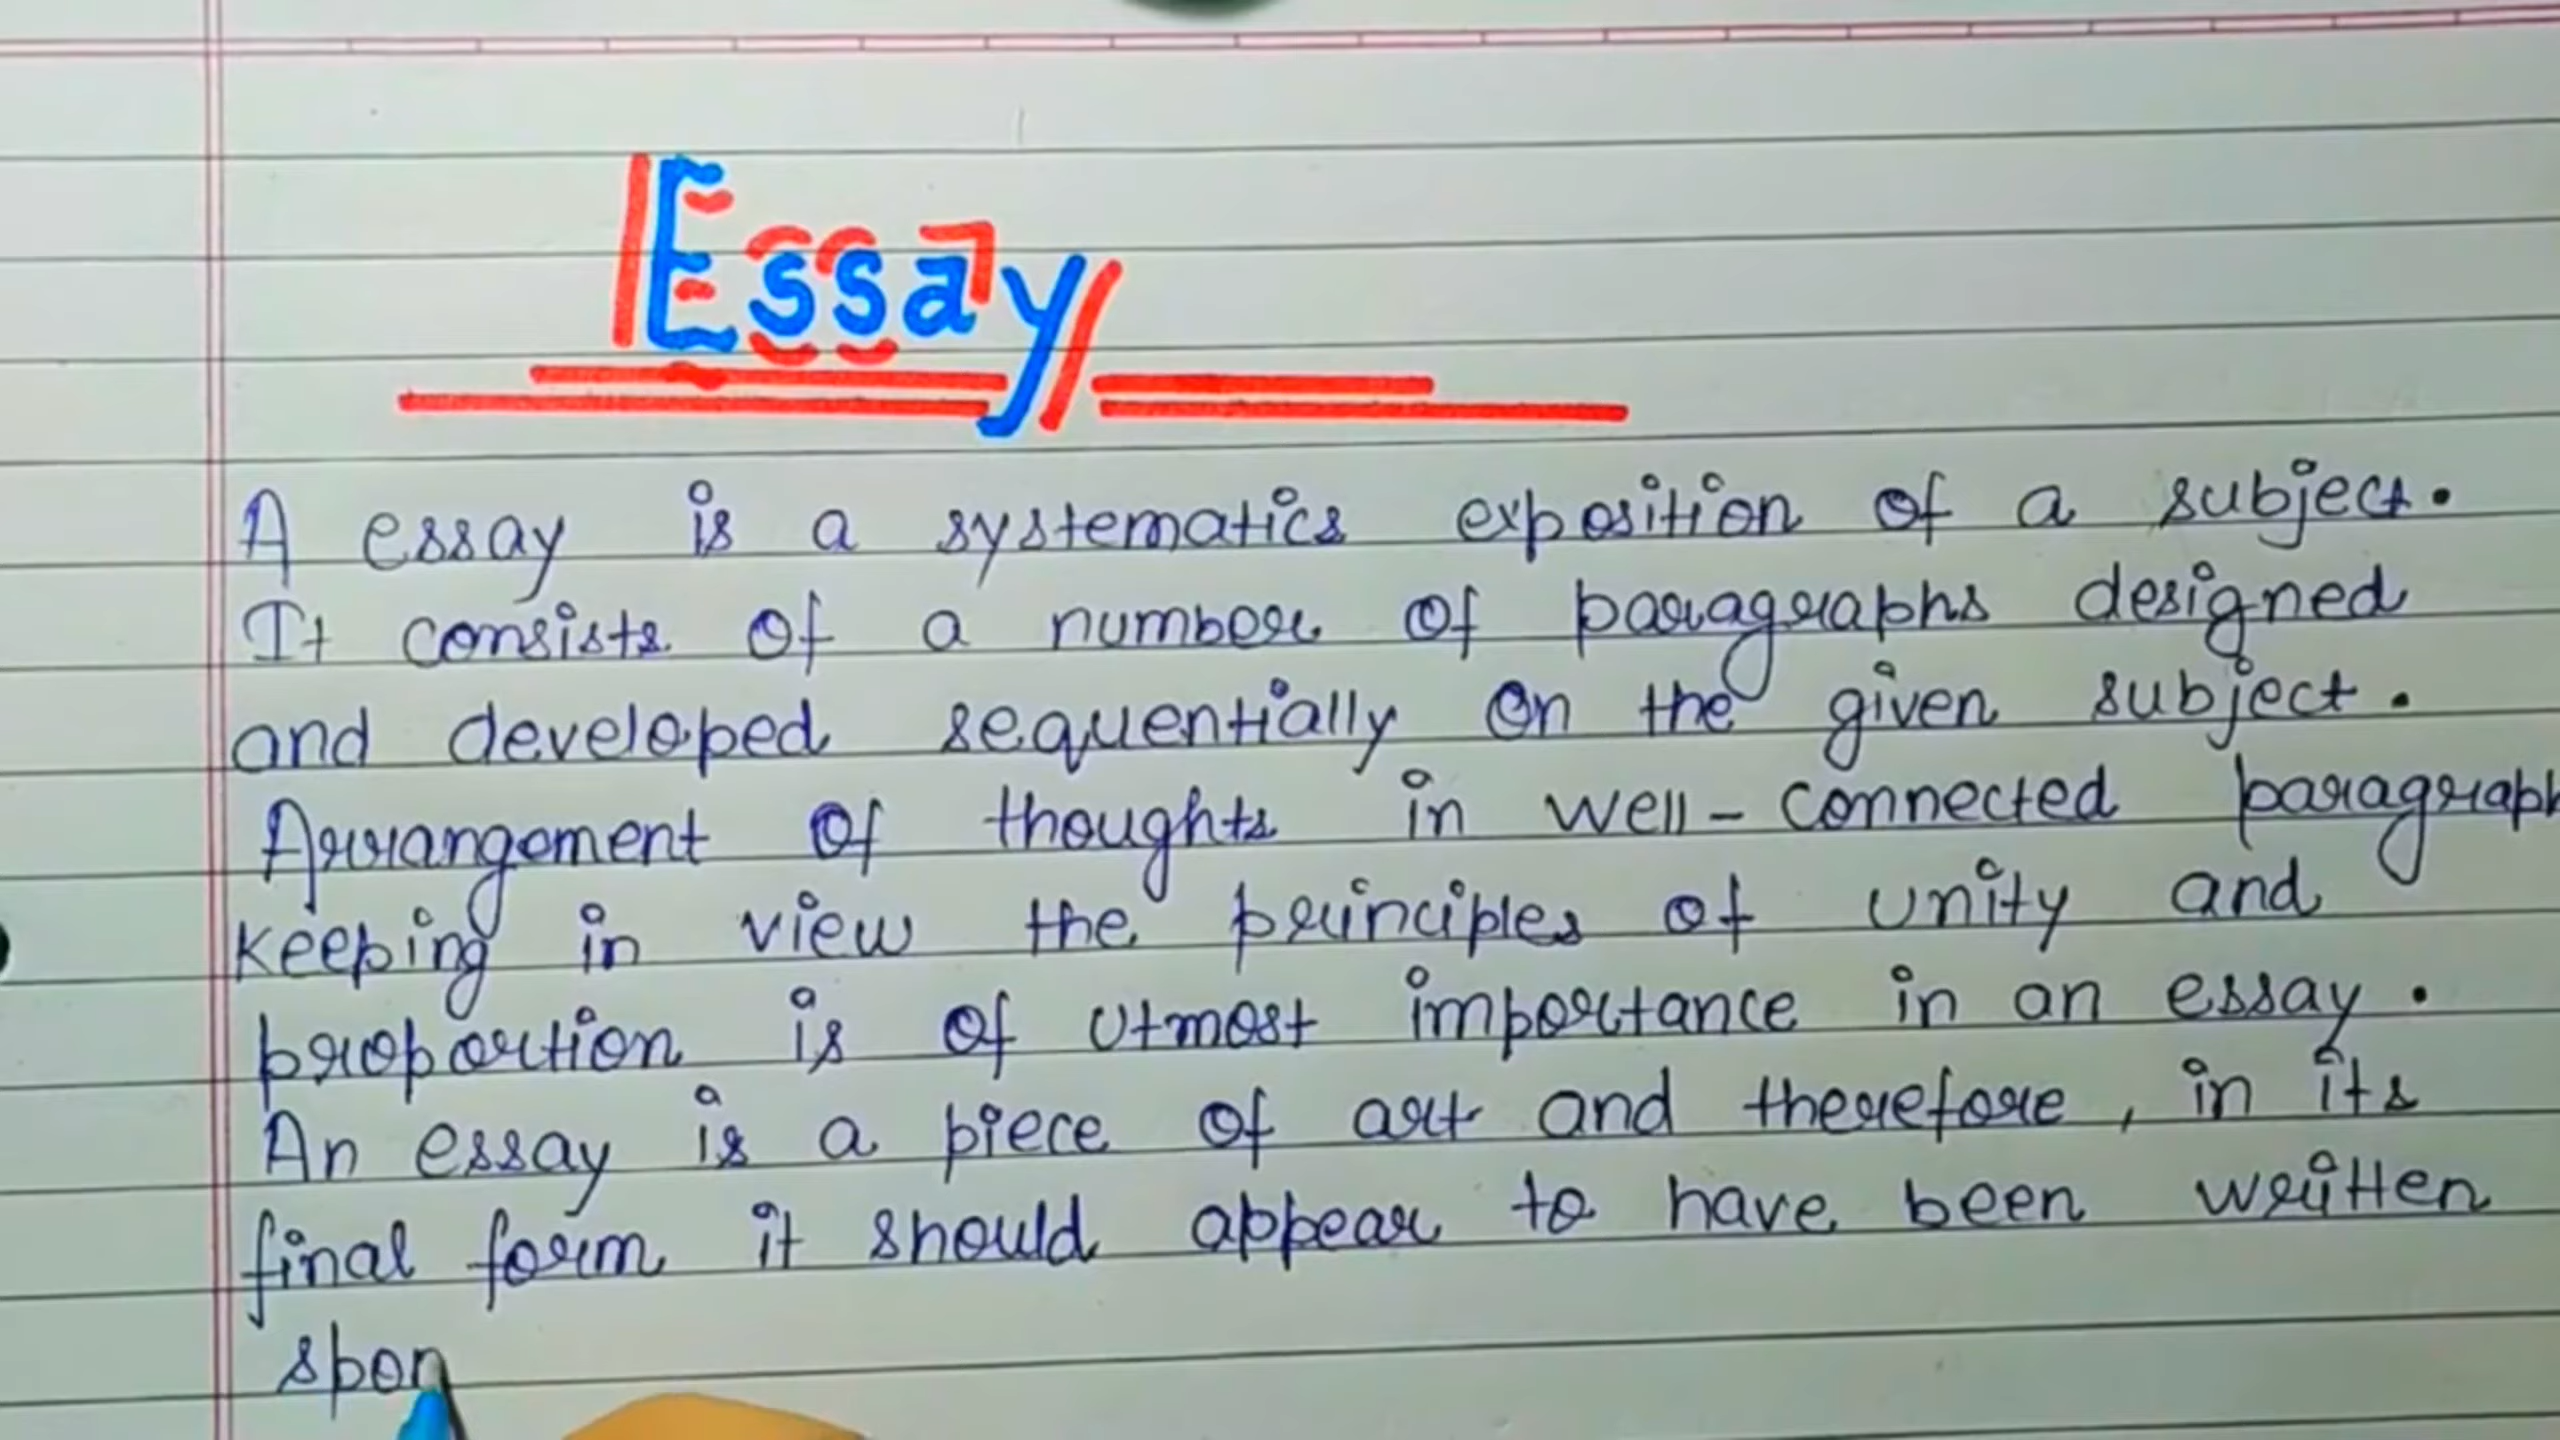 Essay
A essay is a systematics exposition of a subject.
It consists of a number of paragraphs designed
and developed sequentially on the given subject.
Arrangement of thoughts in well-connected paragraph
keeping in view the principles of unity and
proportion is of utmost importance in an essay.
An essay is a piece of art and therefore, in its
final form it should appear to have been written
spon